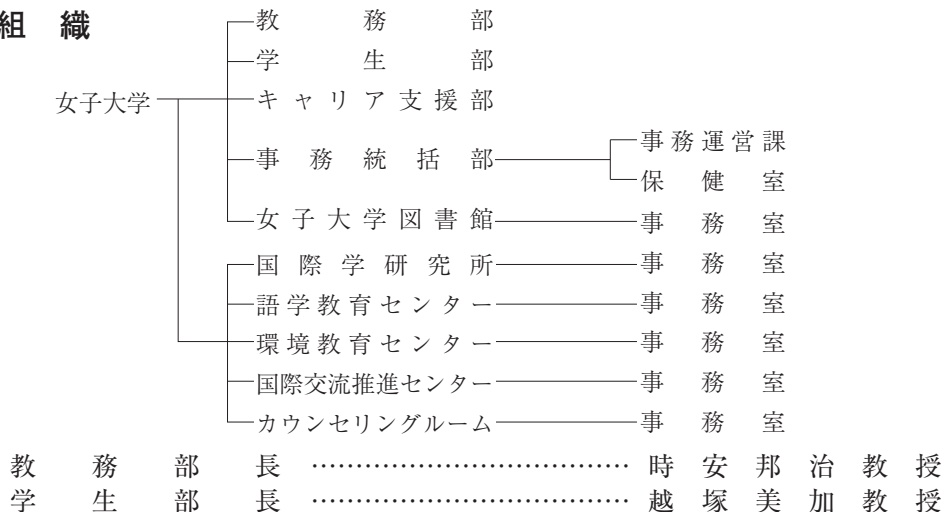 組織
教務部
学生部
女子大学 キャリア支援部
事務統括部 事務運営課
保健室
女子大学図書館 事務室
国際学研究所 事務室
語学教育センター 事務室
環境教育センター 事務室
国際交流推進センター 事務室
カウンセリングルーム 事務室
教務部長 ………………………………… 時安邦治教授
学生部長 ………………………………… 越塚美加教授